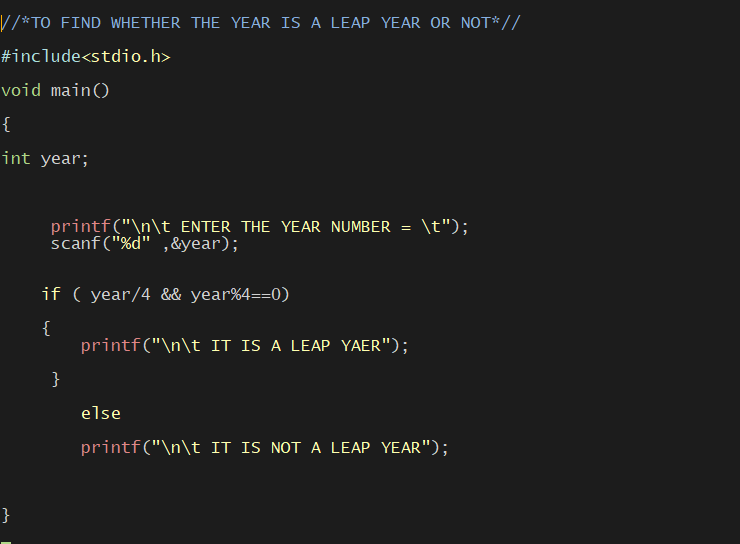 //*TO FIND WHETHER THE YEAR IS A LEAP YEAR OR NOT*//
#include<stdio.h>
void main()
{
int year;
printf("\n\t ENTER THE YEAR NUMBER = \t");
scanf("%d" ,&year);
if ( year/4 && year%4==0)
{
printf("\n\t IT IS A LEAP YAER");
}
else
printf("\n\t IT IS NOT A LEAP YEAR");
}